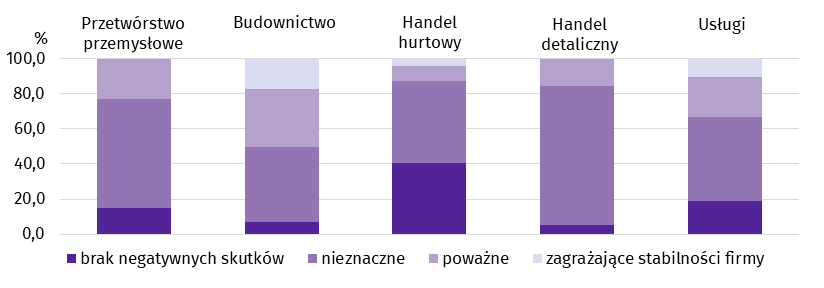 Przetwórstwo
przemysłowe
Budownictwo
Handel
hurtowy
Handel
detaliczny
Usługi
%
100,0
80,0
60,0
40,0
20,0
0,0
brak negatywnych skutków
nieznaczne
poważne
zagrażające stabilności firmy